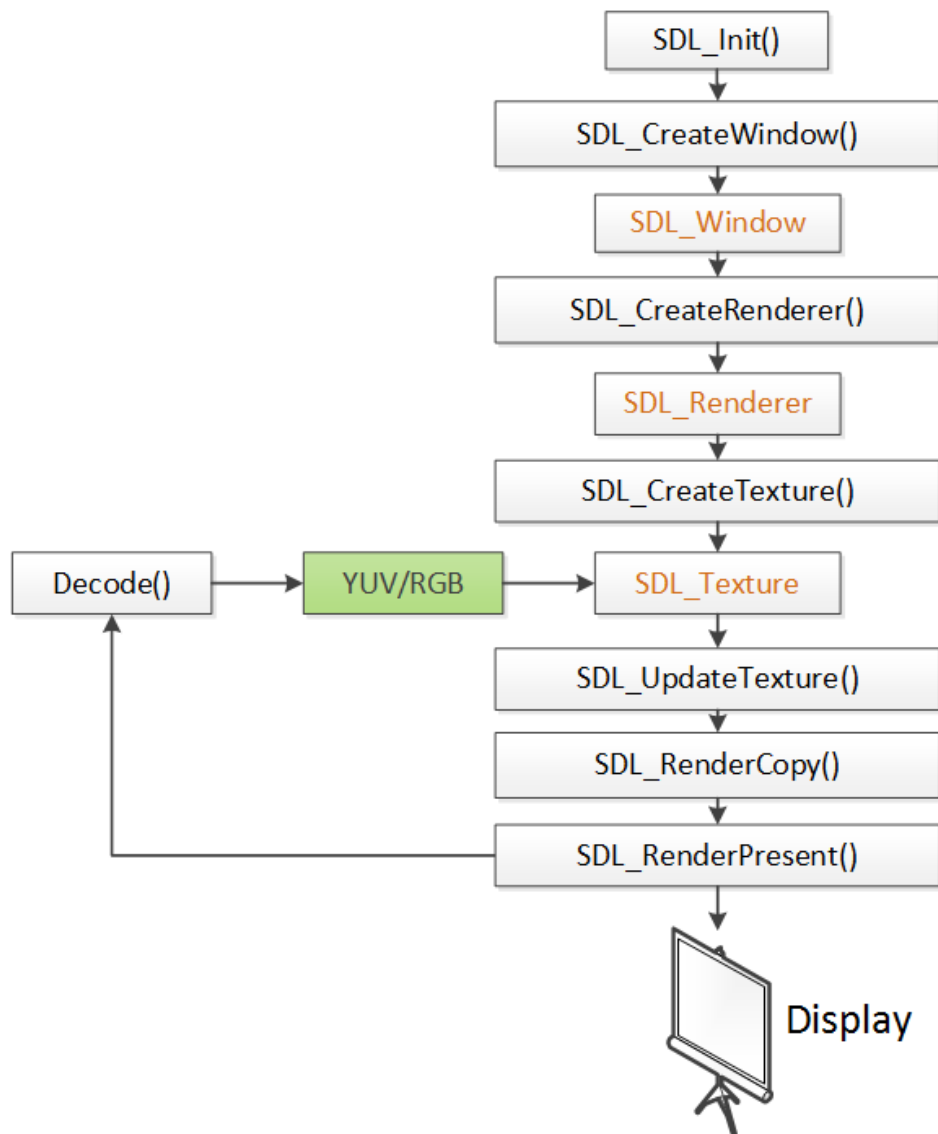 SDL_Init()
SDL_CreateWindow()
SDL_Window
SDL_CreateRenderer()
SDL_Renderer
SDL_CreateTexture()
Decode()
YUV/RGB
SDL_Texture
SDL_UpdateTexture()
SDL_RenderCopy()
SDL_RenderPresent()
Display